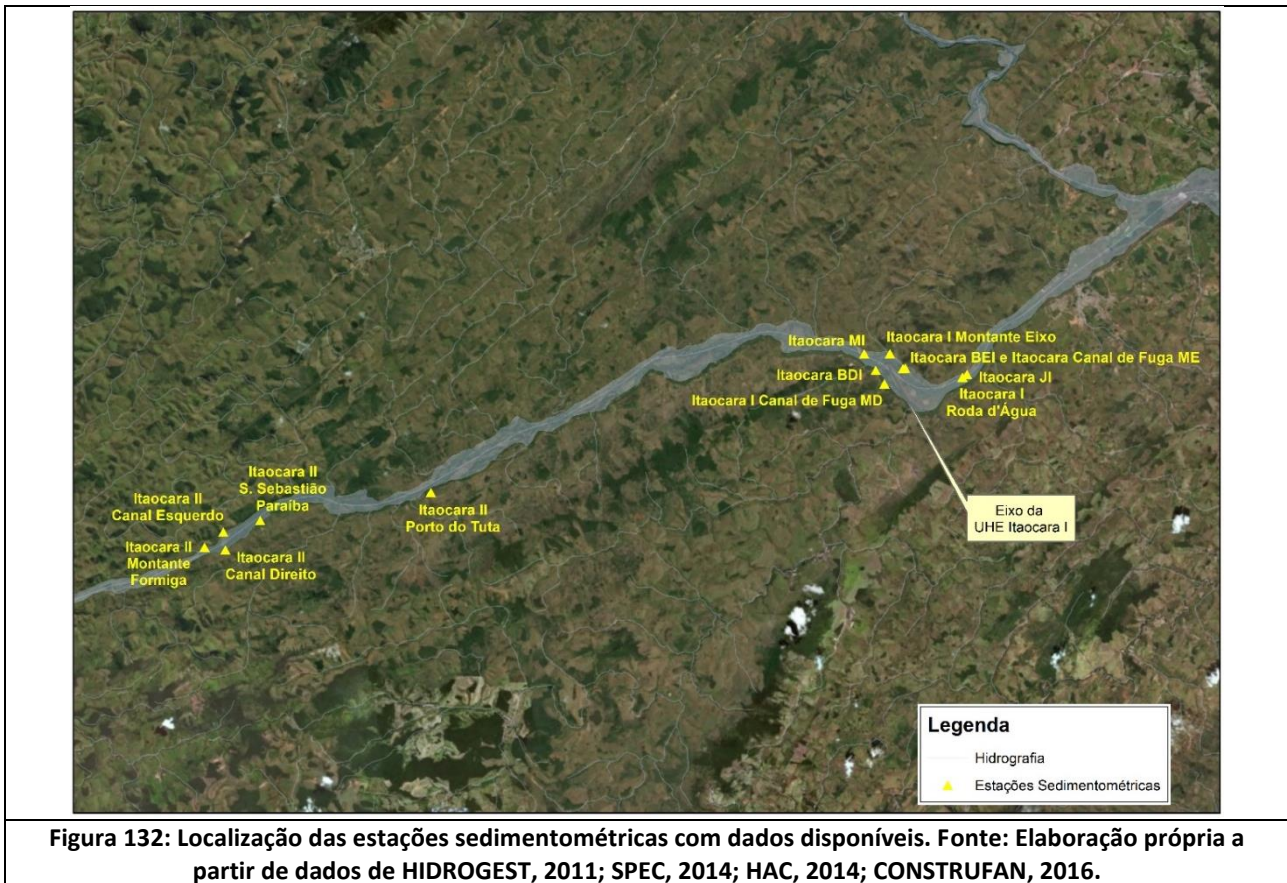 Itaocara MI
Itaocara I Montante Eixo
Itaocara BEI e Itaocara Canal de Fuga ME
Itaocara BDI
Itaocara JI
Itaocara I Canal de Fuga MD
Itaocara I
Roda d'Água
Itaocara II
S. Sebastião
Paraíba
Itaocara II
Canal Esquerdo
Itaocara II
Porto do Tuta
Itaocara II
Montante
Formiga
Itaocara II
Canal Direito
Eixo da
UHE Itaocara I
Legenda
Hidrografia
Estações Sedimentométricas
Figura 132: Localização das estações sedimentométricas com dados disponíveis. Fonte: Elaboração própria a
partir de dados de HIDROGEST, 2011; SPEC, 2014; HAC, 2014; CONSTRUFAN, 2016.